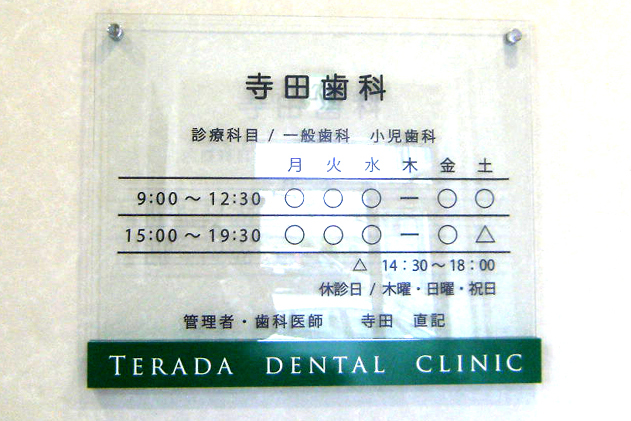 寺田歯科
診療科目 / 一般歯科 小児歯科
月 火 水 木 金 土
9:00 ～ 12:30 ○ ○ ○ ー ○ ○
15:00 ～ 19:30 ○ ○ ○ ー ○ △
△ 14：30～18：00
休診日 / 木曜・日曜・祝日
管理者・歯科医師 寺田 直記
TERADA DENTAL CLINIC